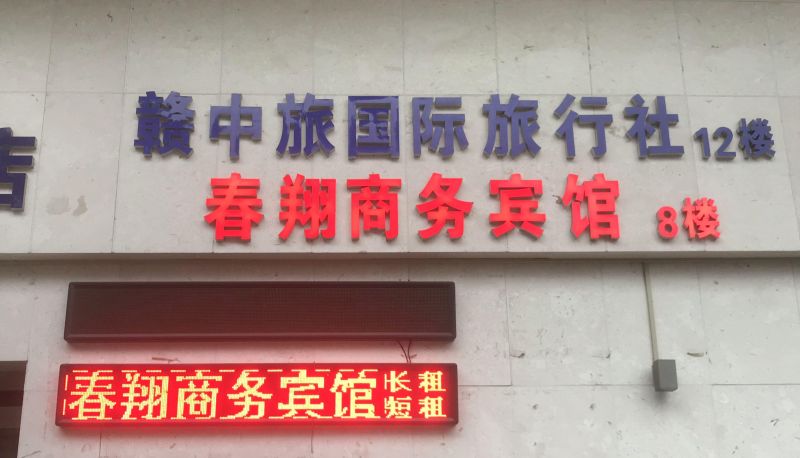 赣中旅国际旅行社 12楼
春翔商务宾馆 8楼
店
春翔商务宾馆 长租
短租